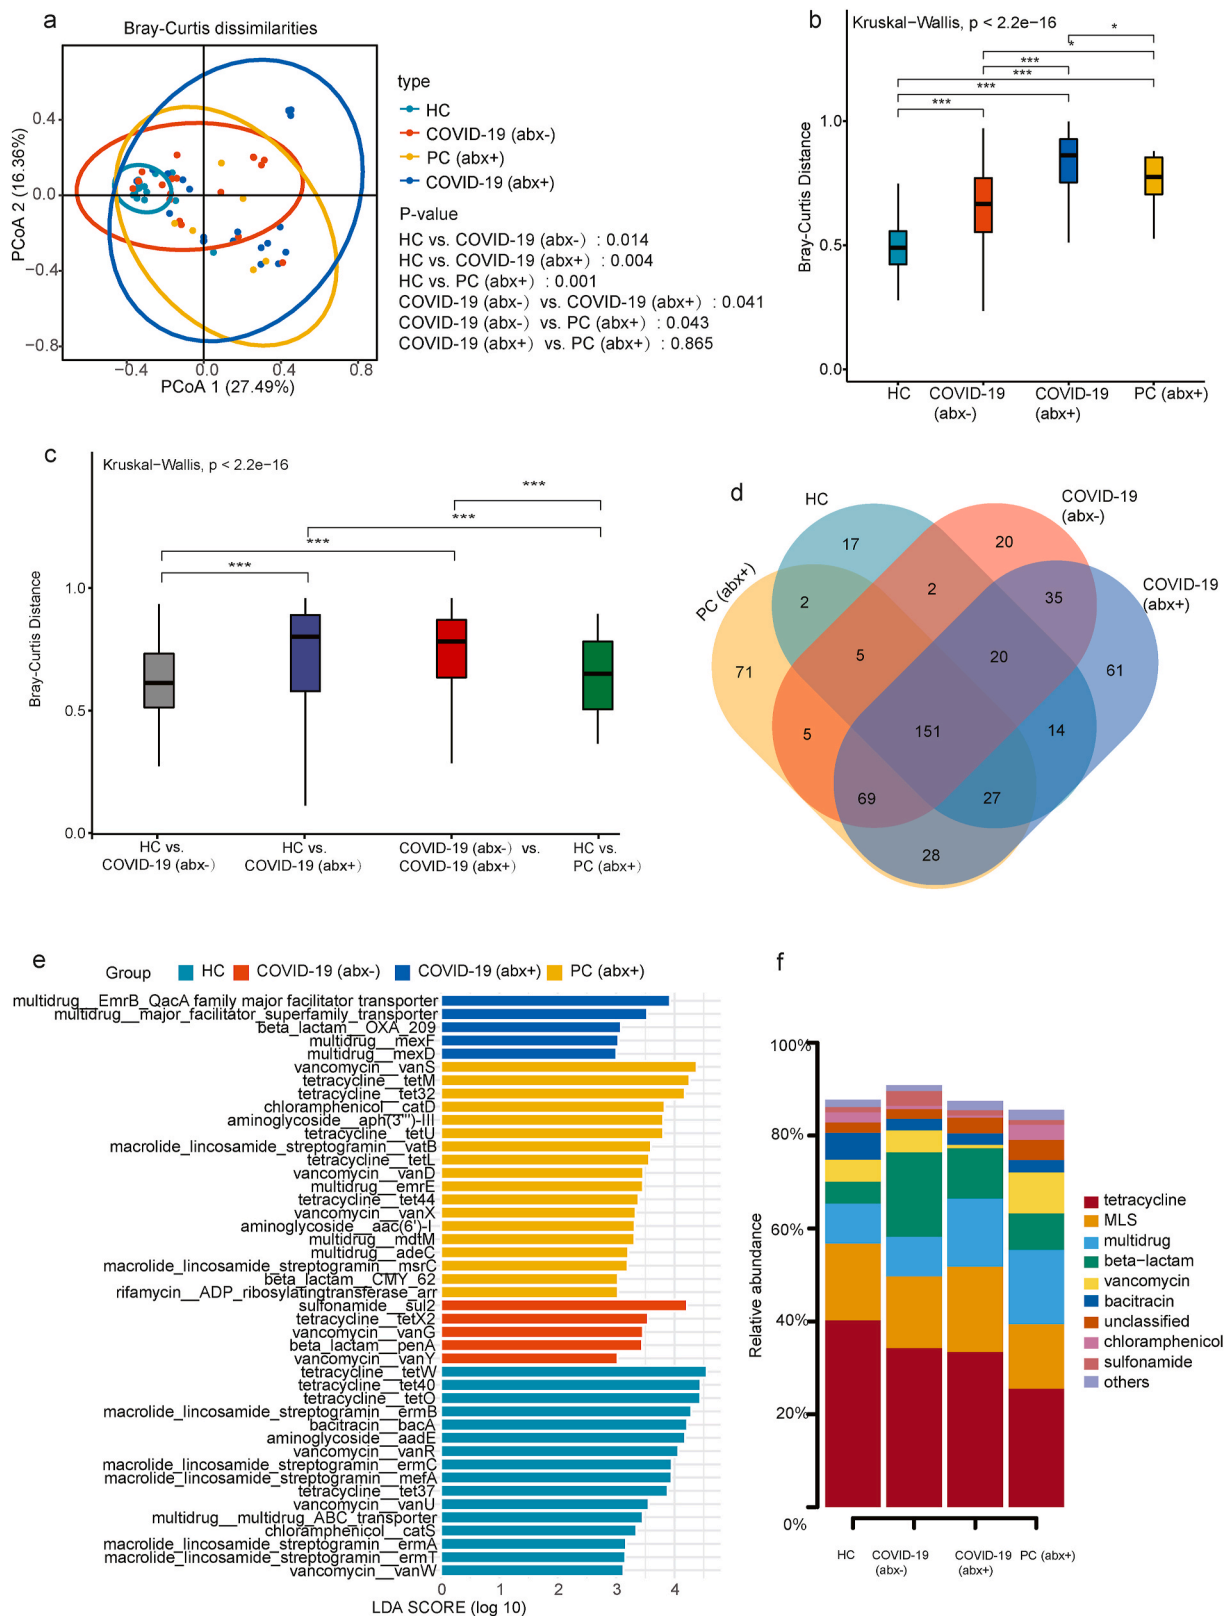 a
Bray-Curtis dissimilarities
PCoA 2 (16.36%)
0.4
0.0
−0.4
−0.8
−0.4
0.0
0.4
0.8
PCoA 1 (27.49%)
type
HC
COVID-19 (abx-)
PC (abx+)
COVID-19 (abx+)
P-value
HC vs. COVID-19 (abx-) : 0.014
HC vs. COVID-19 (abx+) : 0.004
HC vs. PC (abx+) : 0.001
COVID-19 (abx-) vs. COVID-19 (abx+) : 0.041
COVID-19 (abx-) vs. PC (abx+) : 0.043
COVID-19 (abx+) vs. PC (abx+) : 0.865
b
Kruskal−Wallis, p < 2.2e−16
*
*
***
***
***
***
Bray-Curtis Distance
1.0
0.5
0.0
HC
COVID-19
(abx-)
COVID-19
(abx+)
PC (abx+)
c
Kruskal−Wallis, p < 2.2e−16
***
***
***
***
Bray-Curtis Distance
1.0
0.5
0.0
HC vs.
COVID-19 (abx-)
HC vs.
COVID-19 (abx+)
COVID-19 (abx-) vs.
COVID-19 (abx+)
HC vs.
PC (abx+)
d
HC
COVID-19
(abx-)
PC (abx+)
COVID-19
(abx+)
17
20
2
2
35
5
20
71
61
5
151
14
69
27
28
e
Group
HC
COVID-19 (abx-)
COVID-19 (abx+)
PC (abx+)
multidrug__EmrB_QacA family major facilitator transporter
multidrug__major_facilitator_superfamily_transporter
beta_lactam__OXA_209
multidrug__mexF
multidrug__mexD
vancomycin__vanS
tetracycline__tetM
tetracycline__tet32
chloramphenicol__catD
aminoglycoside__aph(3''')-III
tetracycline__tetU
macrolide_lincosamide_streptogramin__vatB
tetracycline__tetL
vancomycin__vanD
multidrug__emrE
tetracycline__tet44
vancomycin__vanX
aminoglycoside__aac(6')-I
multidrug__mdtM
multidrug__adeC
macrolide_lincosamide_streptogramin__msrC
beta_lactam__CMY_62
rifamycin__ADP_ribosylatingtransferase_arr
sulfonamide__sul2
tetracycline__tetX2
vancomycin__vanG
beta_lactam__penA
vancomycin__vanY
tetracycline__tetW
tetracycline__tet40
tetracycline__tetO
macrolide_lincosamide_streptogramin__ermB
bacitracin__bacA
aminoglycoside__aadE
vancomycin__vanR
macrolide_lincosamide_streptogramin__ermC
macrolide_lincosamide_streptogramin__mefA
tetracycline__tet37
vancomycin__vanU
multidrug__multidrug_ABC_transporter
chloramphenicol__catS
macrolide_lincosamide_streptogramin__ermA
macrolide_lincosamide_streptogramin__ermT
vancomycin__vanW
0
1
2
3
4
LDA SCORE (log 10)
f
Relative abundance
100%
80%
60%
40%
20%
0%
HC
COVID-19
(abx-)
COVID-19
(abx+)
PC (abx+)
tetracycline
MLS
multidrug
beta-lactam
vancomycin
bacitracin
unclassified
chloramphenicol
sulfonamide
others